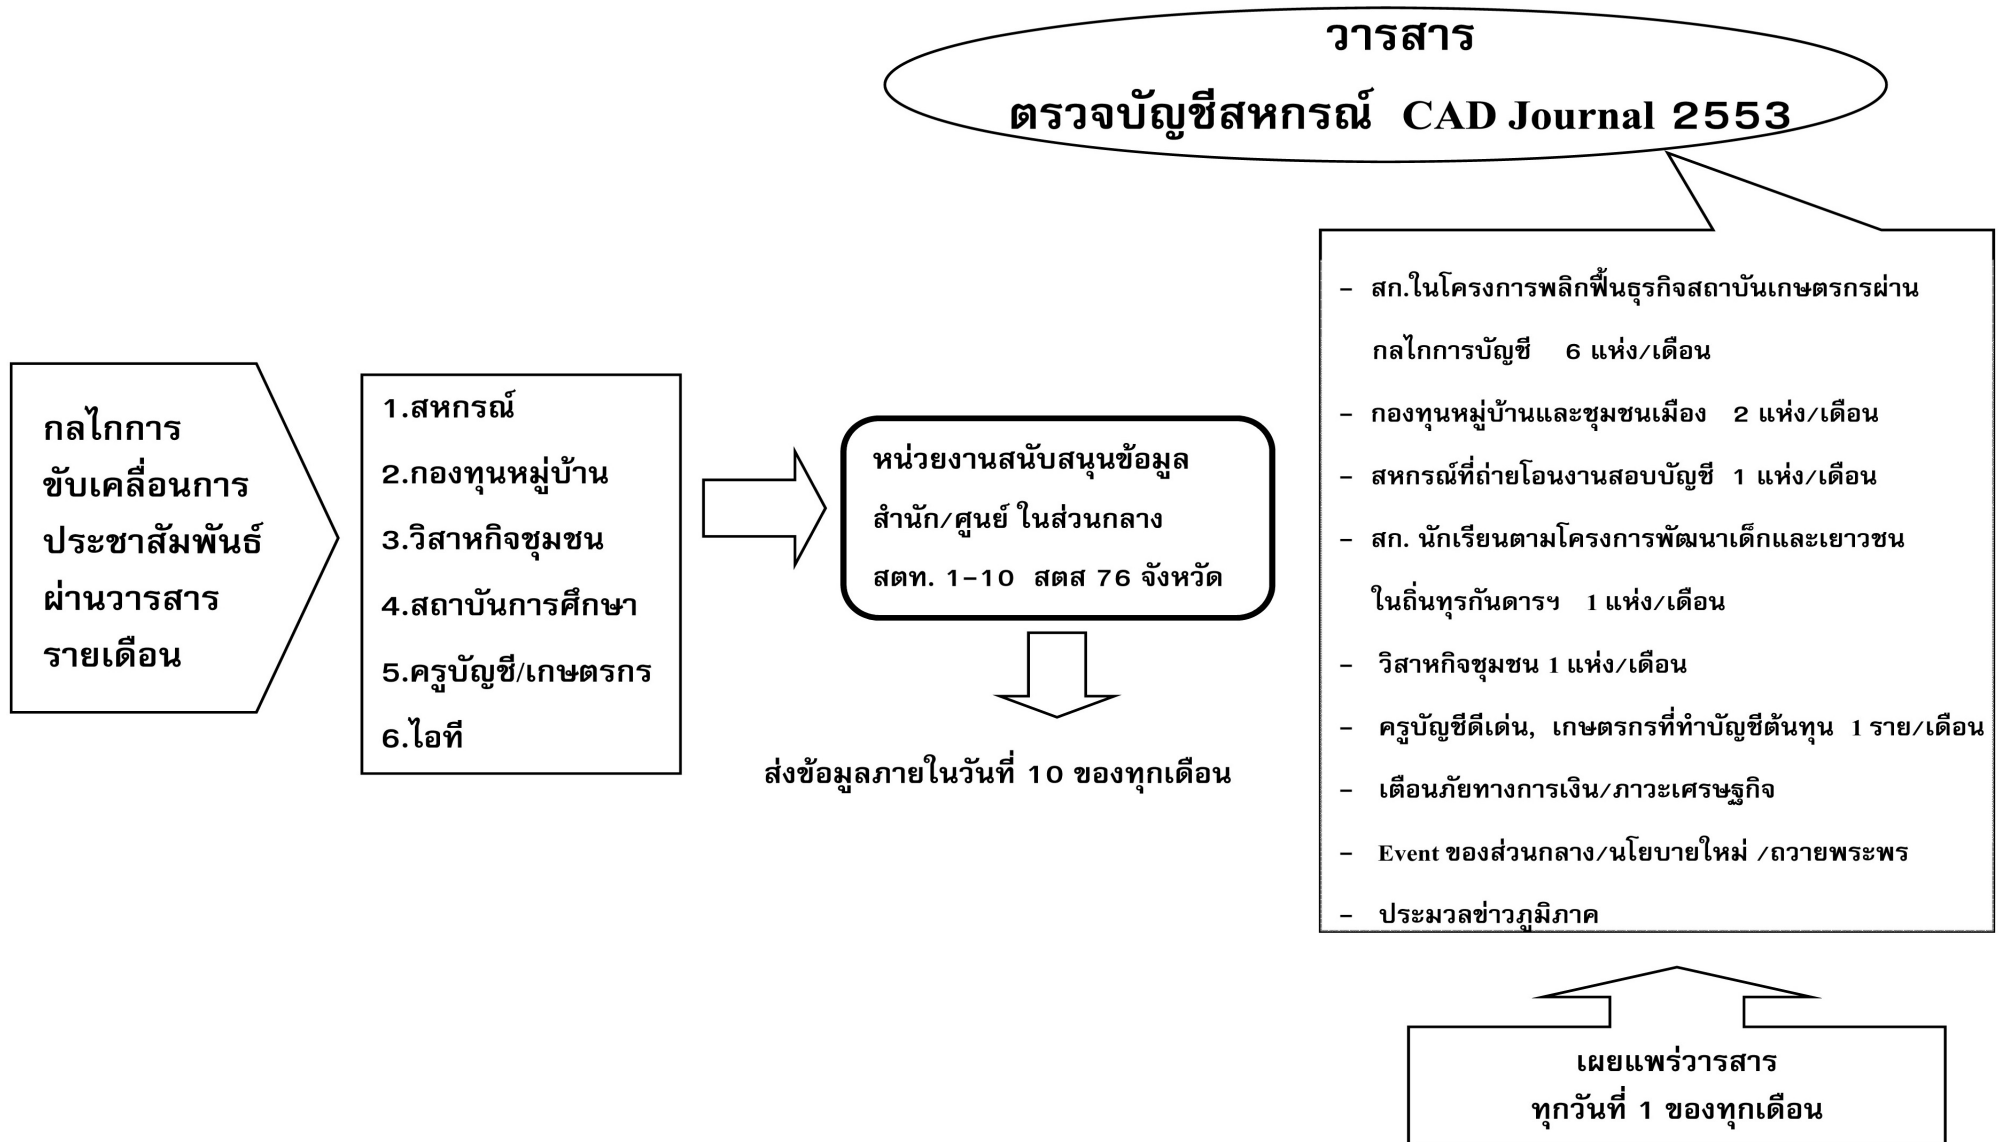 วารสาร
ตรวจบัญชีสหกรณ์ CAD Journal 2553
กลไกการ
ขับเคลื่อนการ
ประชาสัมพันธ์
ผ่านวารสาร
รายเดือน
1.สหกรณ์
2.กองทุนหมู่บ้าน
3.วิสาหกิจชุมชน
4.สถาบันการศึกษา
5.ครูบัญชี/เกษตรกร
6.ไอที
หน่วยงานสนับสนุนข้อมูล
สำนัก/ศูนย์ ในส่วนกลาง
สตท. 1-10 สตส 76 จังหวัด
ส่งข้อมูลภายในวันที่ 10 ของทุกเดือน
- สก.ในโครงการพลิกฟื้นธุรกิจสถาบันเกษตรกรผ่าน
กลไกการบัญชี 6 แห่ง/เดือน
- กองทุนหมู่บ้านและชุมชนเมือง 2 แห่ง/เดือน
- สหกรณ์ที่ถ่ายโอนงานสอบบัญชี 1 แห่ง/เดือน
- สก. นักเรียนตามโครงการพัฒนาเด็กและเยาวชน
ในถิ่นทุรกันดารฯ 1 แห่ง/เดือน
- วิสาหกิจชุมชน 1 แห่ง/เดือน
- ครูบัญชีดีเด่น, เกษตรกรที่ทำบัญชีต้นทุน 1 ราย/เดือน
- เตือนภัยทางการเงิน/ภาวะเศรษฐกิจ
- Event ของส่วนกลาง/นโยบายใหม่ /ถวายพระพร
- ประมวลข่าวภูมิภาค
เผยแพร่วารสาร
ทุกวันที่ 1 ของทุกเดือน